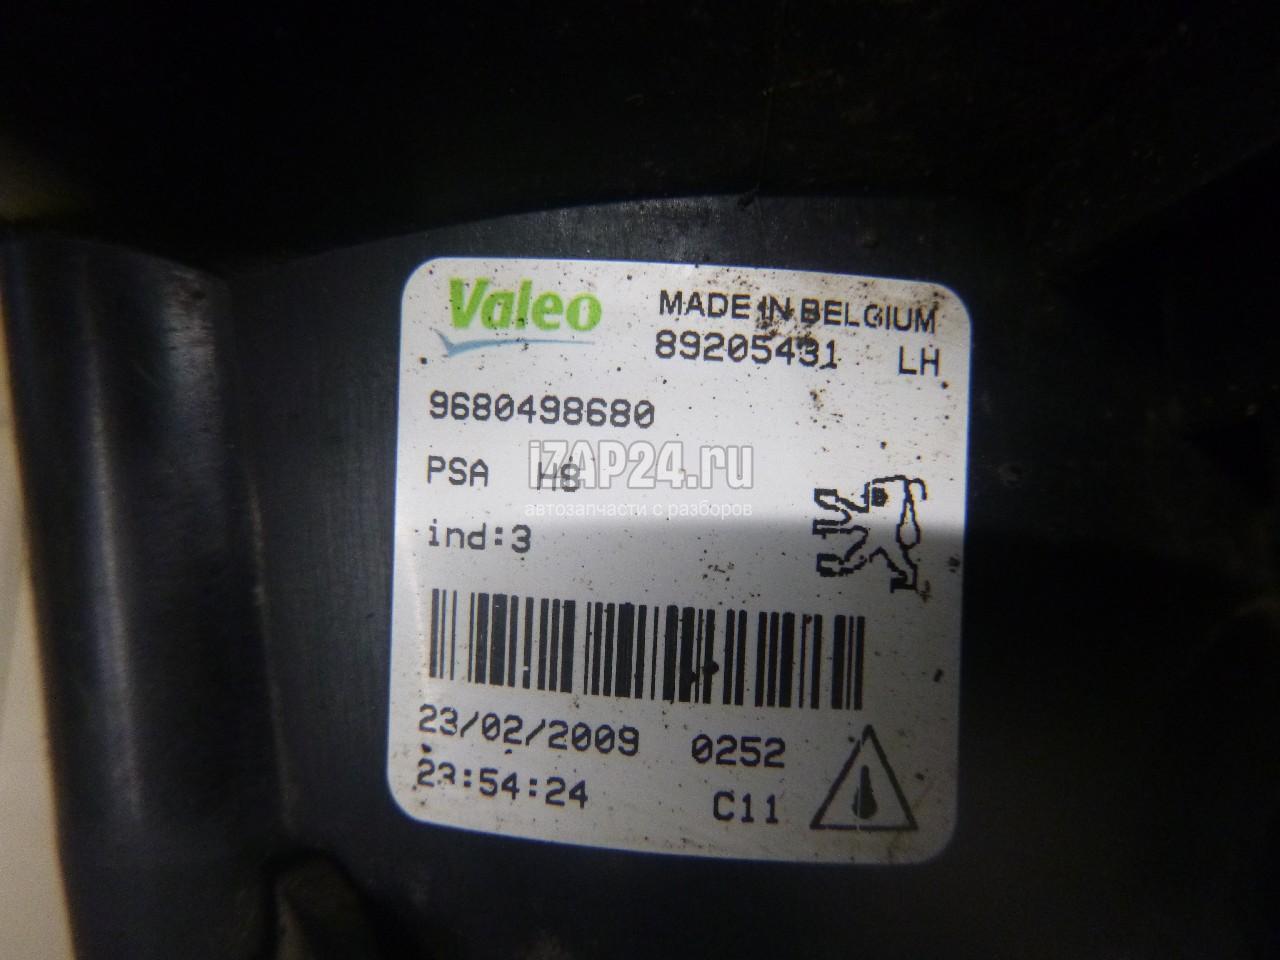 Valeo
MADE IN BELGIUM
89205431 LH
9680498680
iZAP24.ru
PSA H8
автозапчасти с разборов
ind:3
23/02/2009 0252
23:54:24 C11